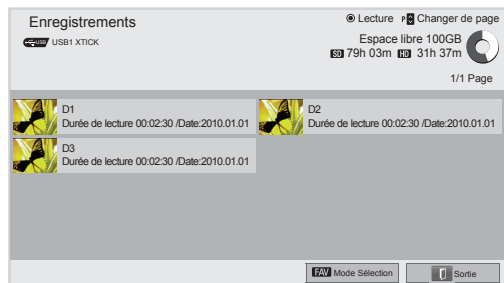 Enregistrements
Lecture P Changer de page
USB USB1 XTICK
Espace libre 100GB
SD 79h 03m HD 31h 37m
1/1 Page
D1
Durée de lecture 00:02:30 /Date:2010.01.01
D2
Durée de lecture 00:02:30 /Date:2010.01.01
D3
Durée de lecture 00:02:30 /Date:2010.01.01
FAV Mode Sélection
Sortie